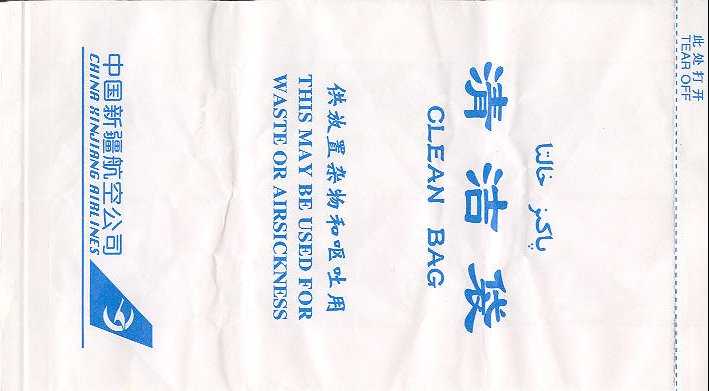 此处打开
TEAR OFF
پاكىز خالتا
清洁袋
CLEAN BAG
供放置杂物和呕吐用
THIS MAY BE USED FOR
WASTE OR AIRSICKNESS
中国新疆航空公司
CHINA XINJIANG AIRLINES